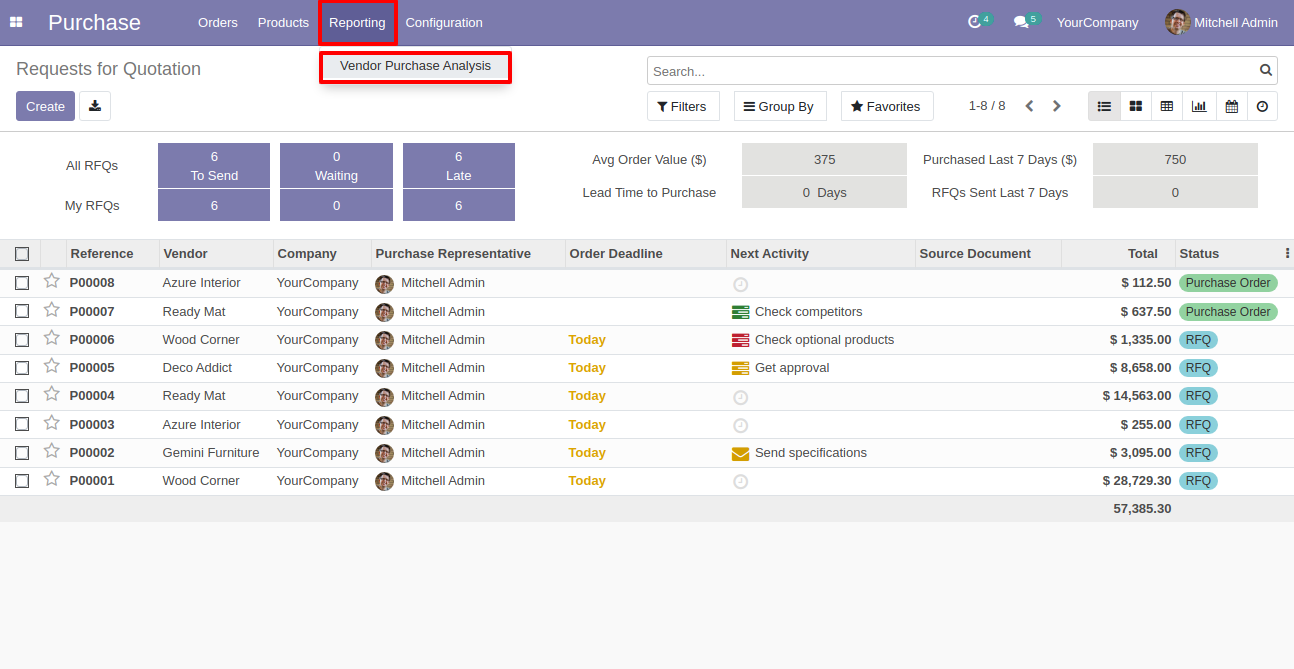 Purchase Orders Products Reporting Configuration 4 5 YourCompany Mitchell Admin
Requests for Quotation Vendor Purchase Analysis Search...
Create Filters Group By Favorites 1-8 / 8
All RFQs 6 To Send 0 Waiting 6 Late Avg Order Value ($) 375 Purchased Last 7 Days ($) 750
My RFQs 6 0 6 Lead Time to Purchase 0 Days RFQs Sent Last 7 Days 0
Reference Vendor Company Purchase Representative Order Deadline Next Activity Source Document Total Status
P00008 Azure Interior YourCompany Mitchell Admin $ 112.50 Purchase Order
P00007 Ready Mat YourCompany Mitchell Admin Check competitors $ 637.50 Purchase Order
P00006 Wood Corner YourCompany Mitchell Admin Today Check optional products $ 1,335.00 RFQ
P00005 Deco Addict YourCompany Mitchell Admin Today Get approval $ 8,658.00 RFQ
P00004 Ready Mat YourCompany Mitchell Admin Today $ 14,563.00 RFQ
P00003 Azure Interior YourCompany Mitchell Admin Today $ 255.00 RFQ
P00002 Gemini Furniture YourCompany Mitchell Admin Today Send specifications $ 3,095.00 RFQ
P00001 Wood Corner YourCompany Mitchell Admin Today $ 28,729.30 RFQ
57,385.30